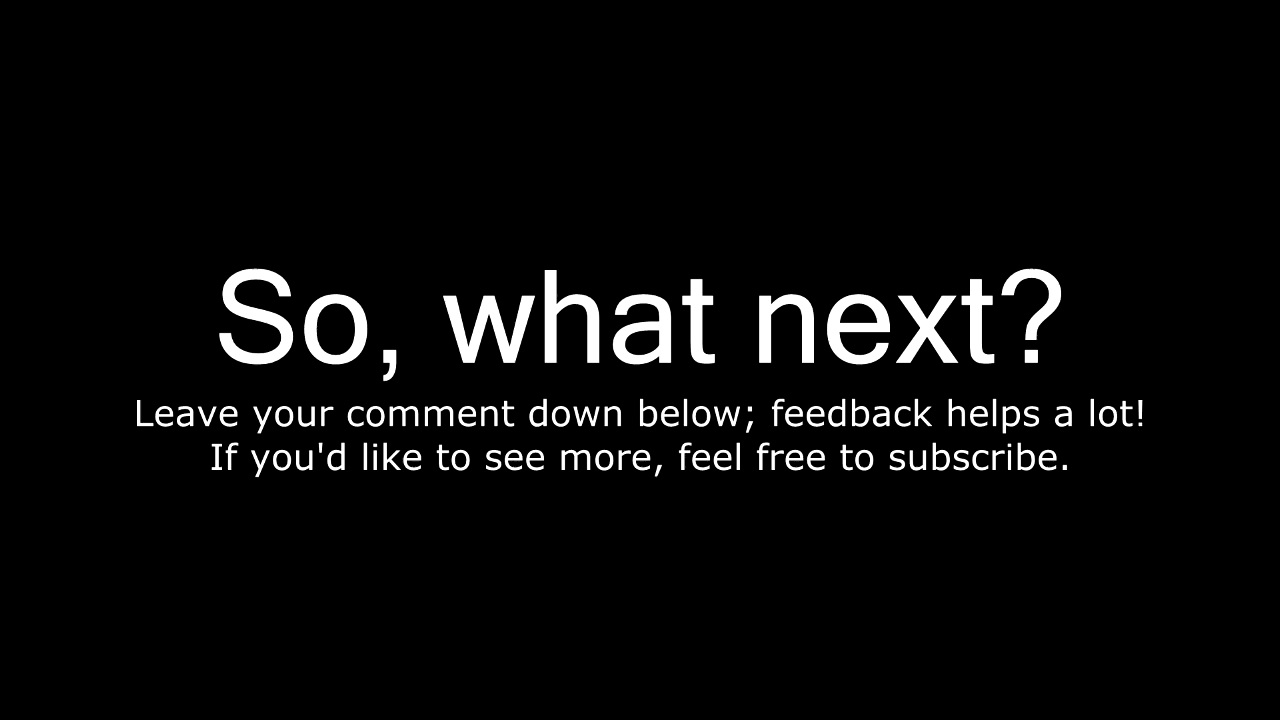 So, what next?
Leave your comment down below; feedback helps a lot!
If you'd like to see more, feel free to subscribe.